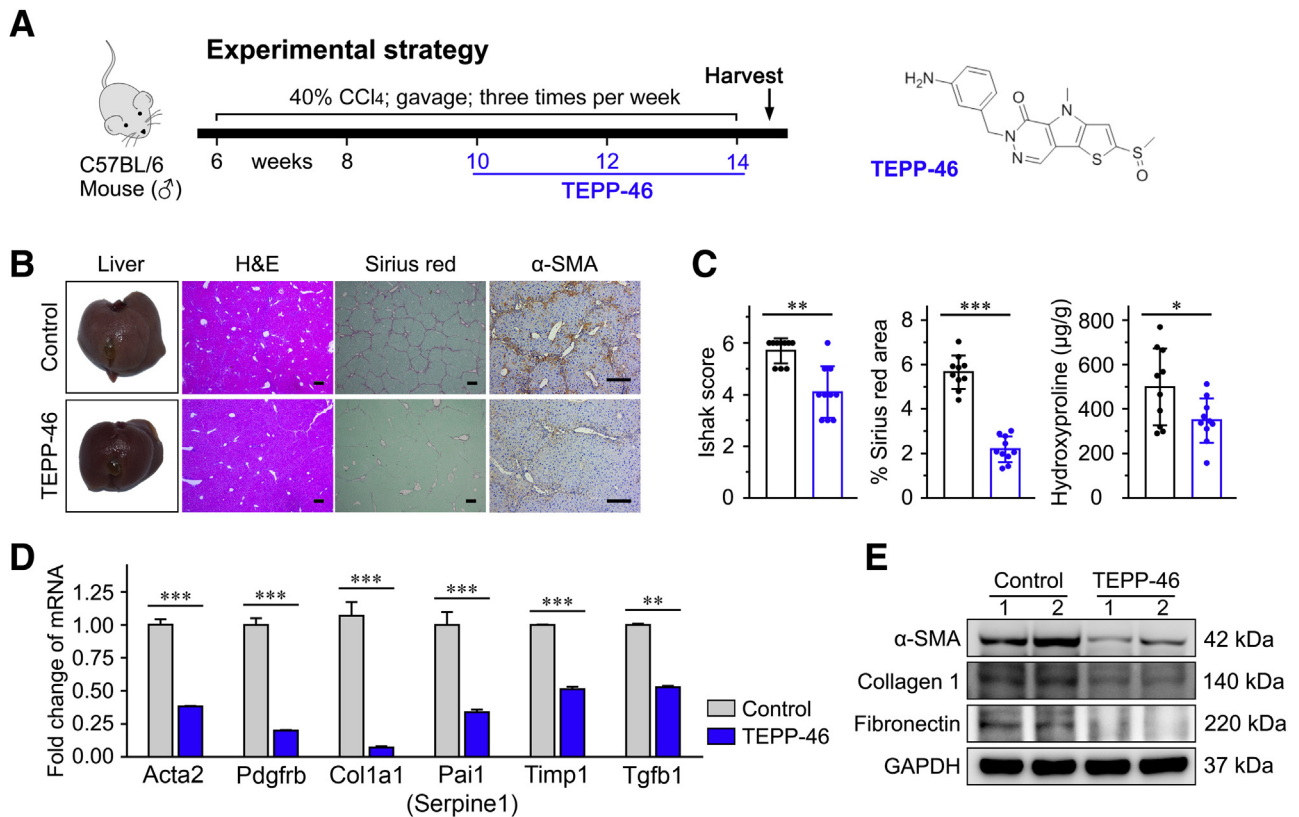 A
Experimental strategy
Harvest
40% CCl4; gavage; three times per week
6 weeks 8 10 12 14
TEPP-46
C57BL/6
Mouse (♂)
H2N
O
N
N
N
S
S
O
TEPP-46
B
Liver H&E Sirius red α-SMA
Control
TEPP-46
C
Ishak score
6
4
2
0
**
% Sirius red area
8
6
4
2
0
***
Hydroxyproline (µg/g)
800
600
400
200
0
*
D
Fold change of mRNA
1.25
1.00
0.75
0.50
0.25
0.00
*** *** *** *** *** **
Acta2 Pdgfrb Col1a1 Pai1 Timp1 Tgfb1
(Serpine1)
Control
TEPP-46
E
Control TEPP-46
1 2 1 2
α-SMA 42 kDa
Collagen 1 140 kDa
Fibronectin 220 kDa
GAPDH 37 kDa